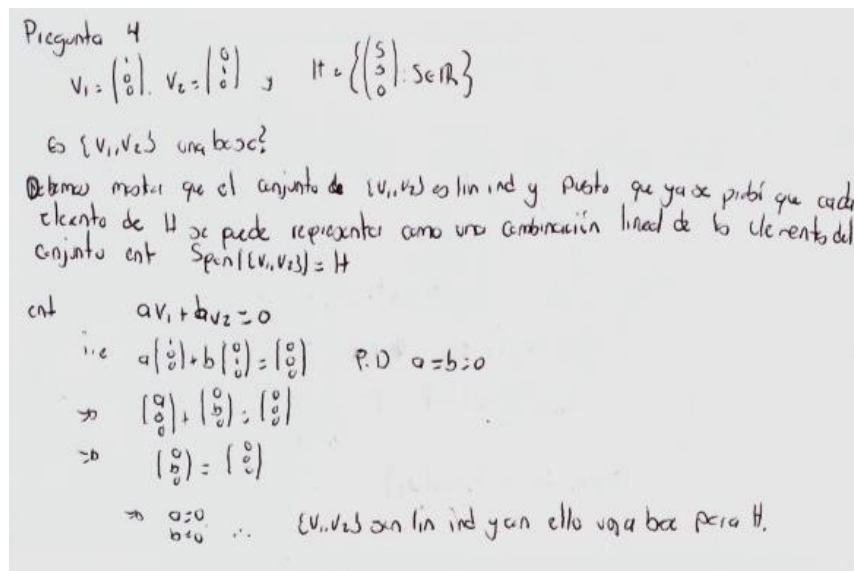 Pregunta 4
V₁ = (1 0 0), V₂ = (0 1 0) y H = {(s s 0) : s ∈ ℝ}
Es {V₁,V₂} una base?
Debemos mostrar que el conjunto de {V₁,V₂} es lin ind y puesto que ya se probó que cada
elemento de H se puede representar como una combinación lineal de los elementos del
conjunto ent Span({V₁,V₂}) = H
ent aV₁ + bV₂ = 0
i.e a(1 0 0) + b(0 1 0) = (0 0 0) P.D a=b=0
⇒ (a 0 0) + (0 b 0) = (0 0 0)
⇒ (a b 0) = (0 0 0)
⇒ a=0
b=0 ∴ {V₁,V₂} son lin ind y con ello una base para H.